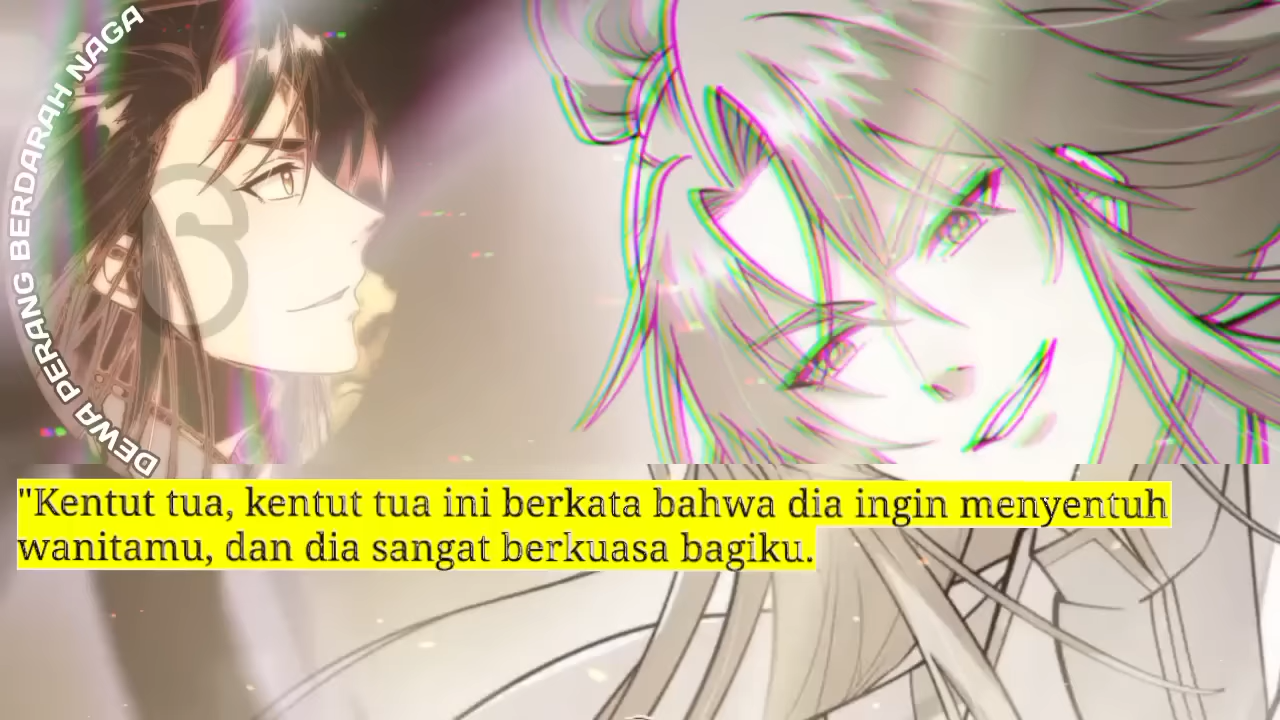 DEWA PERANG BERDARAH NAGA
"Kentut tua, kentut tua ini berkata bahwa dia ingin menyentuh
wanitamu, dan dia sangat berkuasa bagiku.